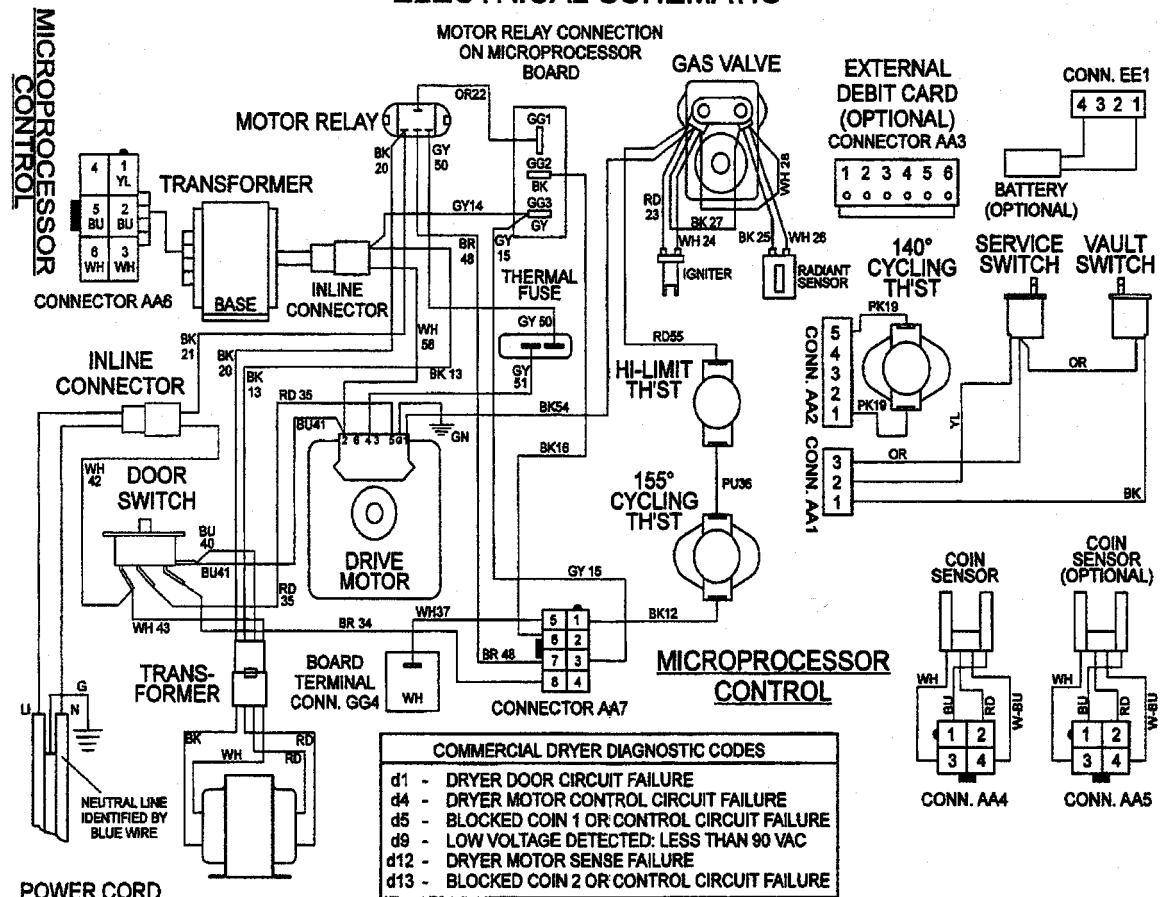 ELECTRICAL SCHEMATIC
MICROPROCESSOR
CONTROL
MOTOR RELAY CONNECTION
ON MICROPROCESSOR
BOARD
GAS VALVE
EXTERNAL
DEBIT CARD
(OPTIONAL)
CONNECTOR AA3
1 2 3 4 5 6
CONN. EE1
4 3 2 1
BATTERY
(OPTIONAL)
MOTOR RELAY
OR22
GG1
GG2
BK
GG3
GY
BK
20
GY
50
4
1
YL
5
BU
2
BU
6
WH
3
WH
CONNECTOR AA6
TRANSFORMER
BASE
INLINE
CONNECTOR
GY14
BR
48
GY
15
THERMAL
FUSE
GY 50
GY
51
RD
23
WH 24
BK 27
WH 28
BK 25
WH 26
IGNITER
RADIANT
SENSOR
140°
CYCLING
TH'ST
PK19
PK19
CONN. AA2
5
4
3
2
1
SERVICE
SWITCH
VAULT
SWITCH
OR
YL
OR
BK
CONN. AA1
3
2
1
INLINE
CONNECTOR
BK
21
BK
20
BK
13
WH
58
BK 13
RD 35
BU41
2 6 4 3 5 G 1
GN
BK54
BK16
RD55
HI-LIMIT
TH'ST
PU36
155°
CYCLING
TH'ST
WH
42
DOOR
SWITCH
BU
40
BU41
RD
35
DRIVE
MOTOR
GY 15
BK12
WH 43
BR 34
WH37
BR 48
5 1
6 2
7 3
8 4
CONNECTOR AA7
BOARD
TERMINAL
CONN. GG4
WH
MICROPROCESSOR
CONTROL
TRANS-
FORMER
BK
WH
RD
RD
G
N
NEUTRAL LINE
IDENTIFIED BY
BLUE WIRE
POWER CORD
COIN
SENSOR
WH
BU
RD
W-BU
1 2
3 4
CONN. AA4
COIN
SENSOR
(OPTIONAL)
WH
BU
RD
W-BU
1 2
3 4
CONN. AA5
COMMERCIAL DRYER DIAGNOSTIC CODES
d1 - DRYER DOOR CIRCUIT FAILURE
d4 - DRYER MOTOR CONTROL CIRCUIT FAILURE
d5 - BLOCKED COIN 1 OR CONTROL CIRCUIT FAILURE
d9 - LOW VOLTAGE DETECTED: LESS THAN 90 VAC
d12 - DRYER MOTOR SENSE FAILURE
d13 - BLOCKED COIN 2 OR CONTROL CIRCUIT FAILURE